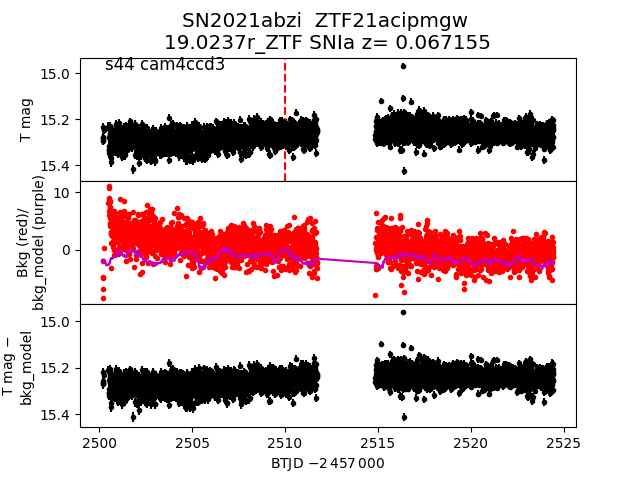 SN2021abzi  ZTF21acipmgw
19.0237r_ZTF SNIa z= 0.067155
s44 cam4ccd3
15.0
15.2
15.4
T mag
10
0
Bkg (red)/
bkg_model (purple)
15.0
15.2
15.4
T mag −
bkg_model
2500 2505 2510 2515 2520 2525
BTJD −2 457 000